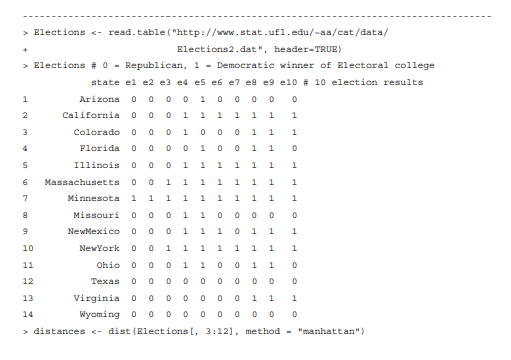 --------------------------------------------------------------------------
> Elections <- read.table("http://www.stat.ufl.edu/~aa/cat/data/
+                          Elections2.dat", header=TRUE)
> Elections # 0 = Republican, 1 = Democratic winner of Electoral college
           state e1 e2 e3 e4 e5 e6 e7 e8 e9 e10 # 10 election results
1        Arizona  0  0  0  0  1  0  0  0  0   0
2     California  0  0  0  1  1  1  1  1  1   1
3       Colorado  0  0  0  1  0  0  0  1  1   1
4        Florida  0  0  0  0  1  0  0  1  1   0
5       Illinois  0  0  0  1  1  1  1  1  1   1
6  Massachusetts  0  0  1  1  1  1  1  1  1   1
7      Minnesota  1  1  1  1  1  1  1  1  1   1
8       Missouri  0  0  0  1  1  0  0  0  0   0
9      NewMexico  0  0  0  1  1  1  0  1  1   1
10       NewYork  0  0  1  1  1  1  1  1  1   1
11          Ohio  0  0  0  1  1  0  0  1  1   0
12         Texas  0  0  0  0  0  0  0  0  0   0
13      Virginia  0  0  0  0  0  0  0  1  1   1
14       Wyoming  0  0  0  0  0  0  0  0  0   0
> distances <- dist(Elections[, 3:12], method = "manhattan")